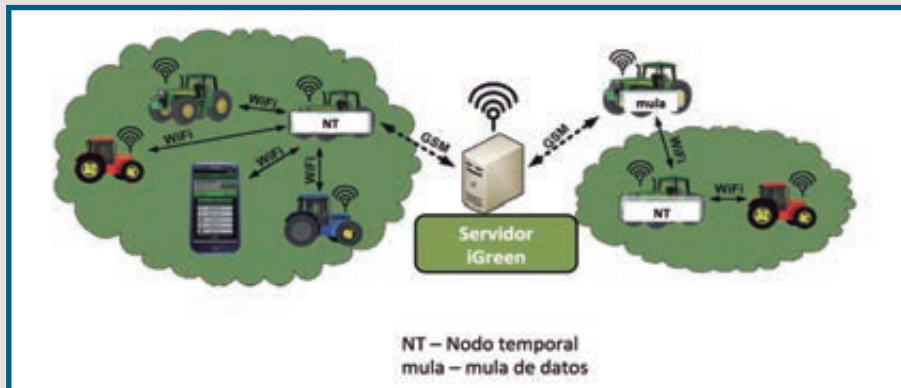 WiFi
NT
GSM
WiFi
WiFi
WiFi
Servidor
iGreen
GSM
mula
WiFi
NT
WiFi
NT – Nodo temporal
mula – mula de datos